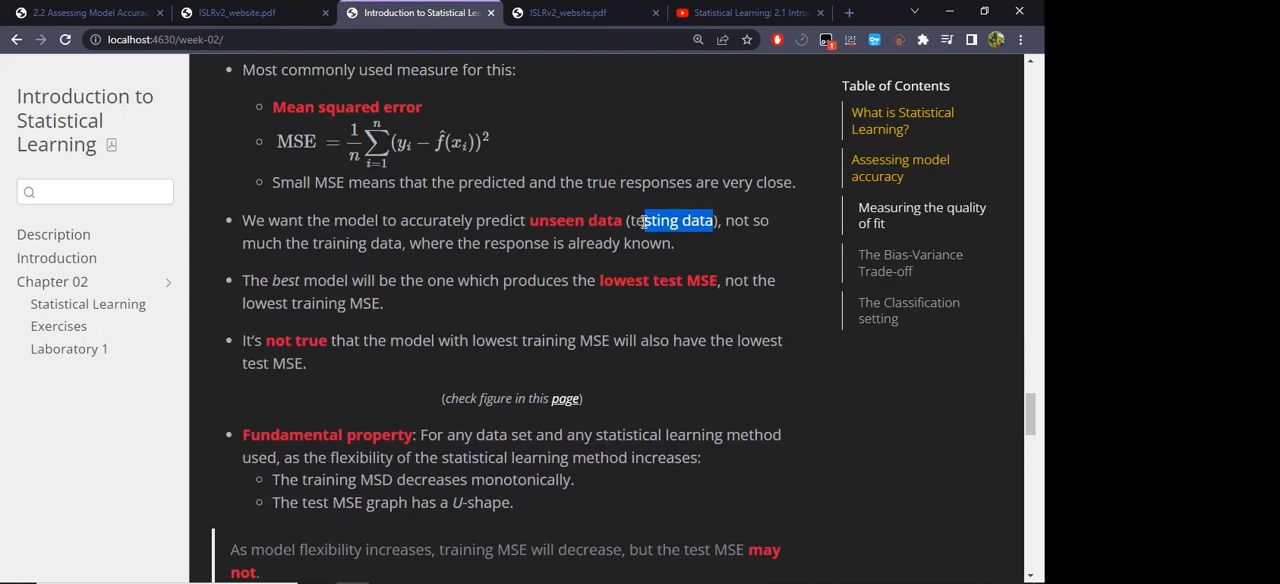 2.2 Assessing Model Accura
ISLRv2_website.pdf
Introduction to Statistical Le
ISLRv2_website.pdf
Statistical Learning: 2.1 Intro
localhost:4630/week-02/
1
Introduction to
Statistical
Learning
Description
Introduction
Chapter 02
Statistical Learning
Exercises
Laboratory 1
• Most commonly used measure for this:
◦ Mean squared error
◦ MSE = \frac{1}{n} \sum_{i=1}^{n} (y_i − \hat{f}(x_i))^2
◦ Small MSE means that the predicted and the true responses are very close.
• We want the model to accurately predict unseen data (testing data), not so
much the training data, where the response is already known.
• The best model will be the one which produces the lowest test MSE, not the
lowest training MSE.
• It's not true that the model with lowest training MSE will also have the lowest
test MSE.
(check figure in this page)
• Fundamental property: For any data set and any statistical learning method
used, as the flexibility of the statistical learning method increases:
◦ The training MSD decreases monotonically.
◦ The test MSE graph has a U-shape.
As model flexibility increases, training MSE will decrease, but the test MSE may
not.
Table of Contents
What is Statistical
Learning?
Assessing model
accuracy
Measuring the quality
of fit
The Bias-Variance
Trade-off
The Classification
setting